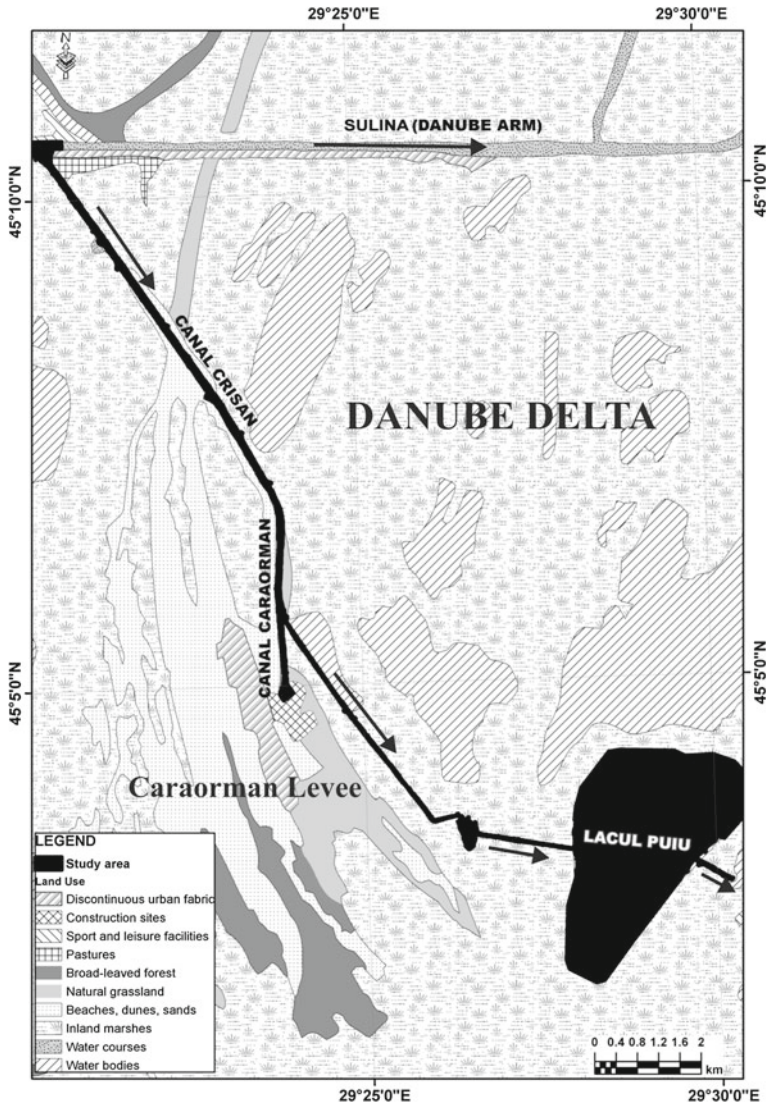 29°25'0"E
29°30'0"E
N
SULINA (DANUBE ARM)
45°10'0"N
45°10'0"N
CANAL CRISAN
DANUBE DELTA
CANAL CARAORMAN
45°5'0"N
45°5'0"N
Caraorman Levee
LACUL PUIU
LEGEND
Study area
Land Use
Discontinuous urban fabric
Construction sites
Sport and leisure facilities
Pastures
Broad-leaved forest
Natural grassland
Beaches, dunes, sands
Inland marshes
Water courses
Water bodies
0 0.4 0.8 1.2 1.6 2
km
29°25'0"E
29°30'0"E